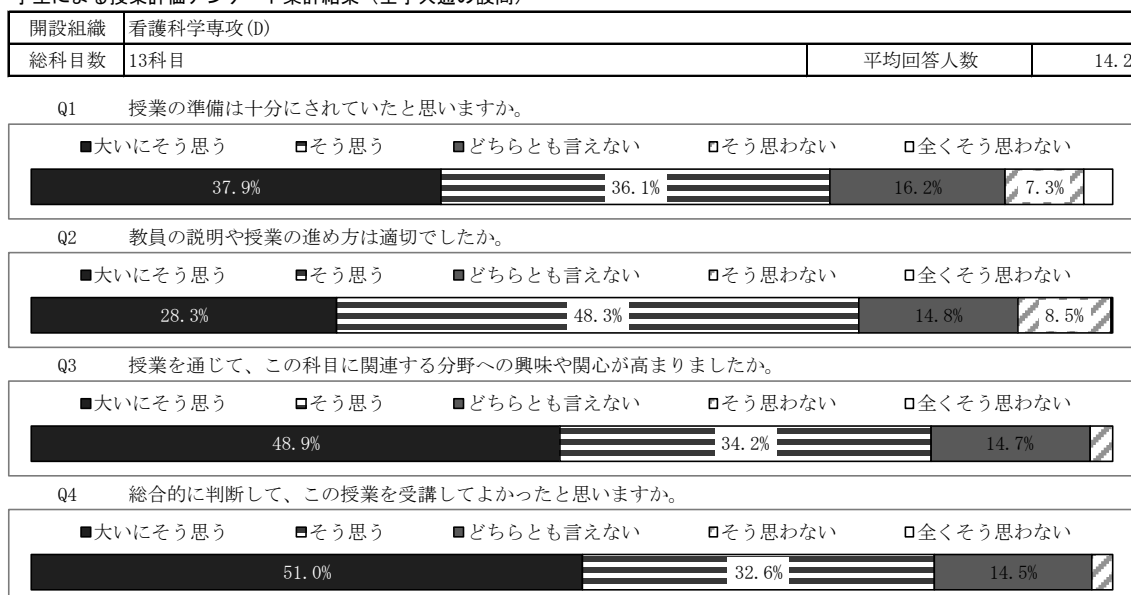 開設組織 看護科学専攻(D)
総科目数 13科目 平均回答人数 14.2
Q1 授業の準備は十分にされていたと思いますか。
■大いにそう思う ■そう思う ■どちらとも言えない □そう思わない □全くそう思わない
37.9% 36.1% 16.2% 7.3%
Q2 教員の説明や授業の進め方は適切でしたか。
■大いにそう思う ■そう思う ■どちらとも言えない □そう思わない □全くそう思わない
28.3% 48.3% 14.8% 8.5%
Q3 授業を通じて、この科目に関連する分野への興味や関心が高まりましたか。
■大いにそう思う □そう思う ■どちらとも言えない □そう思わない □全くそう思わない
48.9% 34.2% 14.7%
Q4 総合的に判断して、この授業を受講してよかったと思いますか。
■大いにそう思う ■そう思う ■どちらとも言えない □そう思わない □全くそう思わない
51.0% 32.6% 14.5%